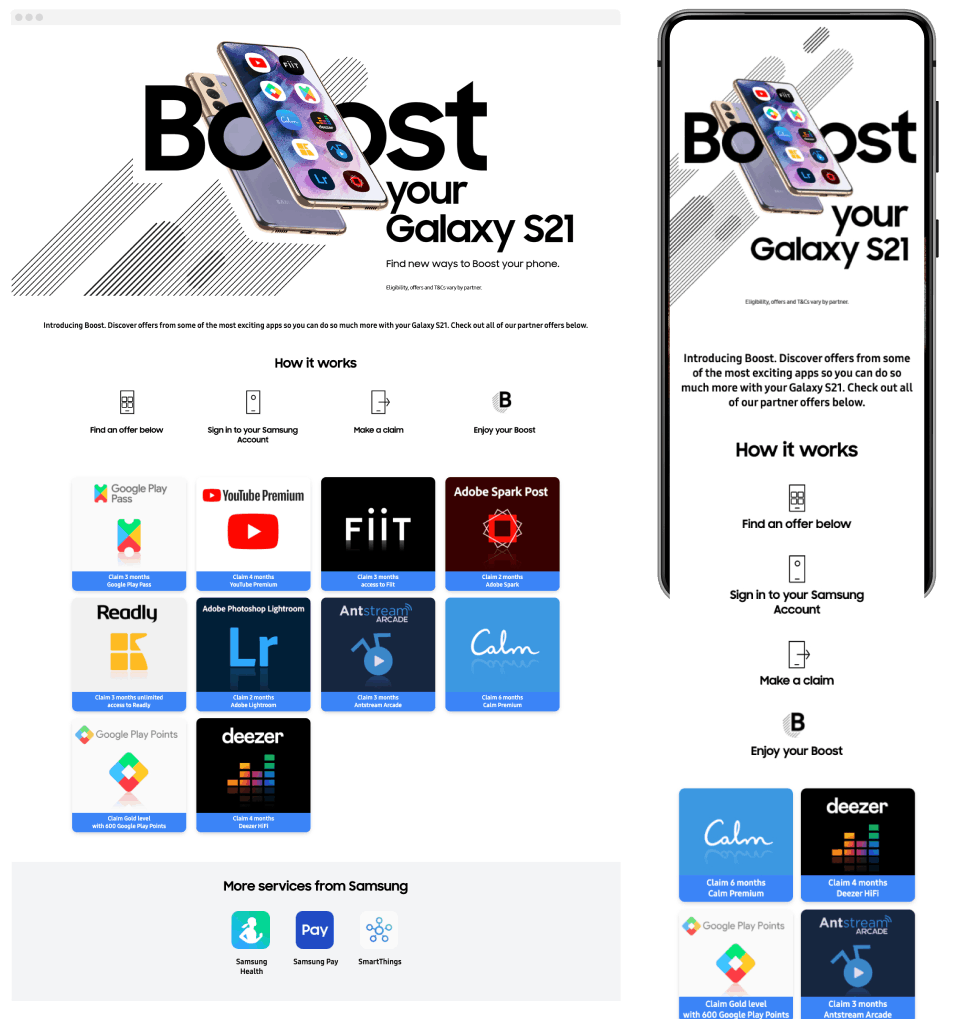 Boost
FiiT
Calm
deezer
Lr
your
Galaxy S21
Find new ways to Boost your phone.
Eligibility, offers and T&Cs vary by partner.
Introducing Boost. Discover offers from some of the most exciting apps so you can do so much more with your Galaxy S21. Check out all of our partner offers below.
How it works
B
Find an offer below
Sign in to your Samsung
Account
Make a claim
Enjoy your Boost
Google Play
Pass
Claim 3 months
Google Play Pass
YouTube Premium
Claim 4 months
YouTube Premium
FiiT
Claim 3 months
access to Fiit
Adobe Spark Post
Claim 2 months
Adobe Spark
Readly
Claim 3 months unlimited
access to Readly
Adobe Photoshop Lightroom
Lr
Claim 2 months
Adobe Lightroom
Antstream
ARCADE
Claim 3 months
Antstream Arcade
Calm
Claim 6 months
Calm Premium
Google Play Points
Claim Gold level
with 600 Google Play Points
deezer
Claim 4 months
Deezer HiFi
More services from Samsung
Pay
Samsung
Health
Samsung Pay
SmartThings
Boost
FiiT
Calm
deezer
Lr
your
Galaxy S21
Eligibility, offers and T&Cs vary by partner.
Introducing Boost. Discover offers from some
of the most exciting apps so you can do so
much more with your Galaxy S21. Check out all
of our partner offers below.
How it works
Find an offer below
Sign in to your Samsung
Account
Make a claim
B
Enjoy your Boost
Calm
Claim 6 months
Calm Premium
deezer
Claim 4 months
Deezer HiFi
Google Play Points
Claim Gold level
with 600 Google Play Points
Antstream
ARCADE
Claim 3 months
Antstream Arcade